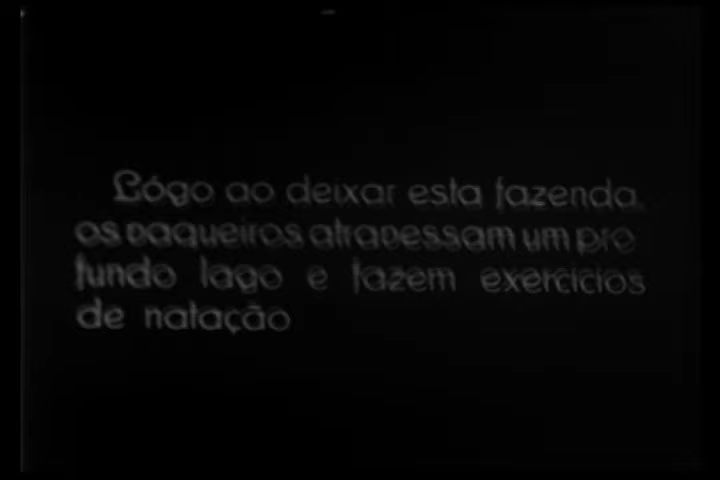 Lógo ao deixar esta fazenda,
os vaqueiros atravessam um pro
fundo lago e fazem exercicios
de natação